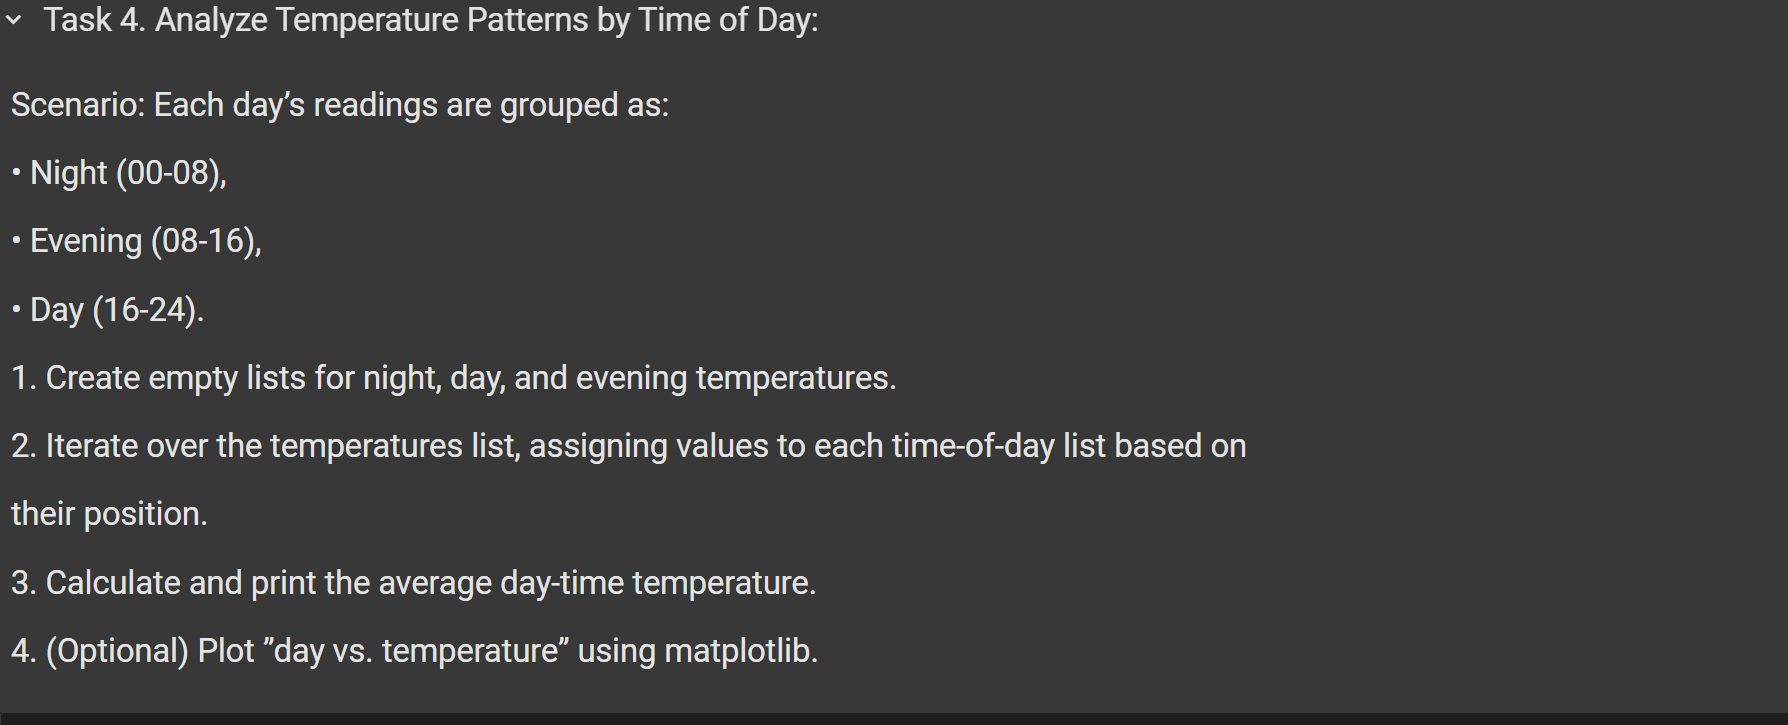 Task 4. Analyze Temperature Patterns by Time of Day:
Scenario: Each day’s readings are grouped as:
• Night (00-08),
• Evening (08-16),
• Day (16-24).
1. Create empty lists for night, day, and evening temperatures.
2. Iterate over the temperatures list, assigning values to each time-of-day list based on
their position.
3. Calculate and print the average day-time temperature.
4. (Optional) Plot ”day vs. temperature” using matplotlib.